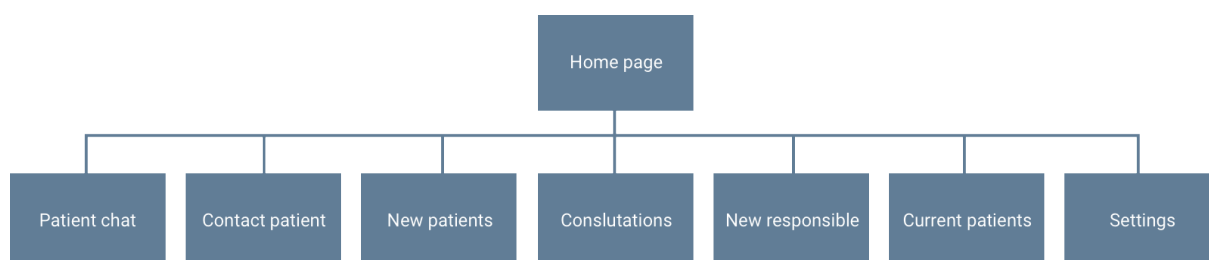 Home page
Patient chat
Contact patient
New patients
Conslutations
New responsible
Current patients
Settings